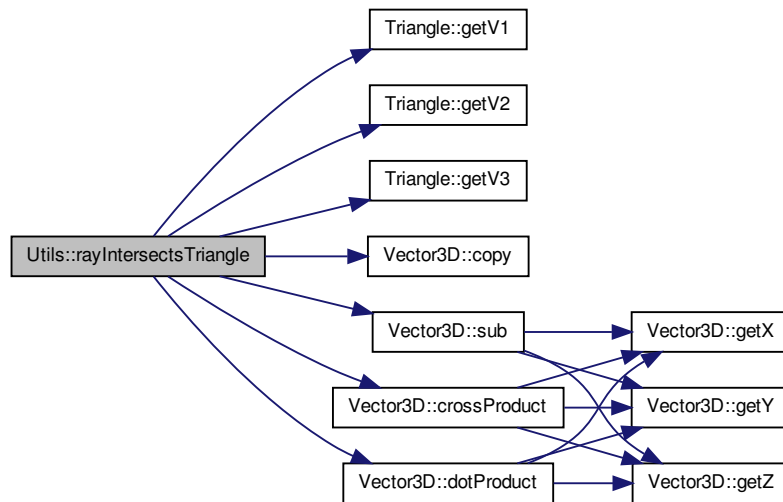 Triangle::getV1
Triangle::getV2
Triangle::getV3
Utils::rayIntersectsTriangle
Vector3D::copy
Vector3D::sub
Vector3D::getX
Vector3D::crossProduct
Vector3D::getY
Vector3D::dotProduct
Vector3D::getZ